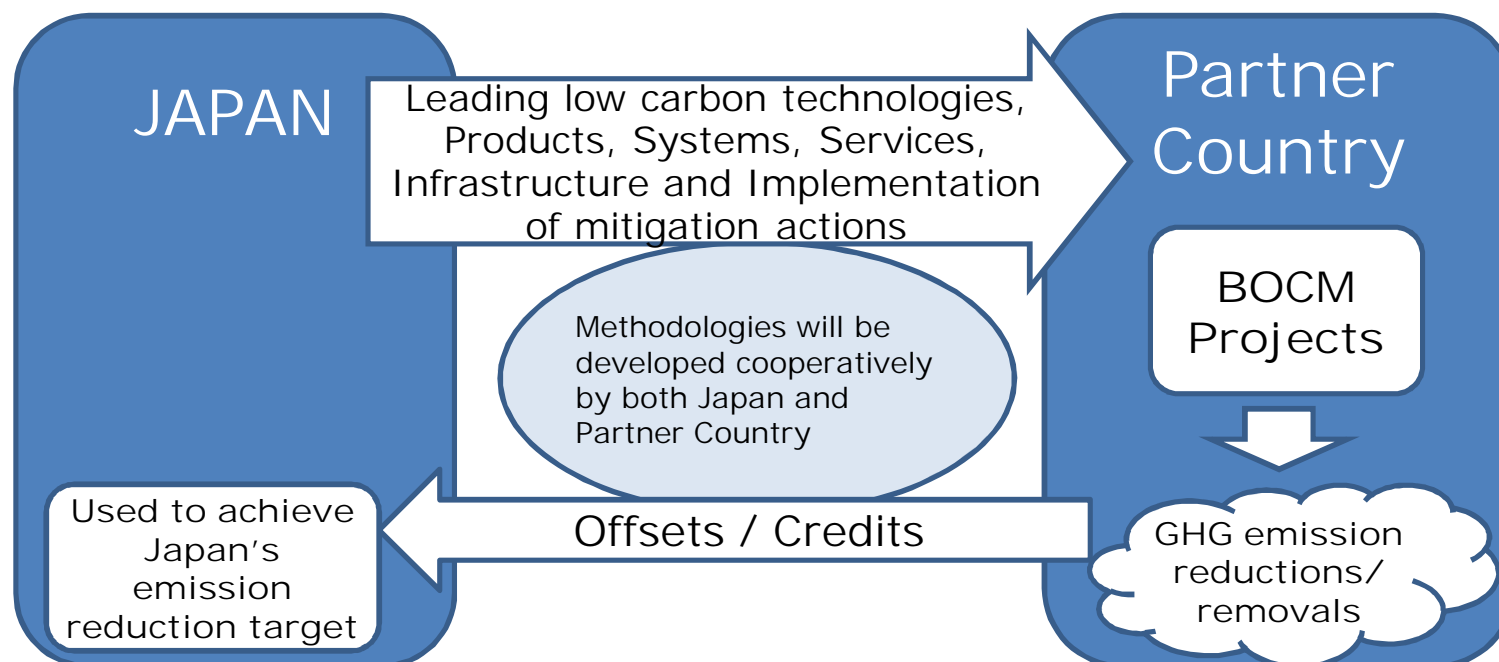 JAPAN
Leading low carbon technologies,
Products, Systems, Services,
Infrastructure and Implementation
of mitigation actions
Partner
Country
BOCM
Projects
Methodologies will be
developed cooperatively
by both Japan and
Partner Country
Used to achieve
Japan's
emission
reduction target
Offsets / Credits
GHG emission
reductions/
removals